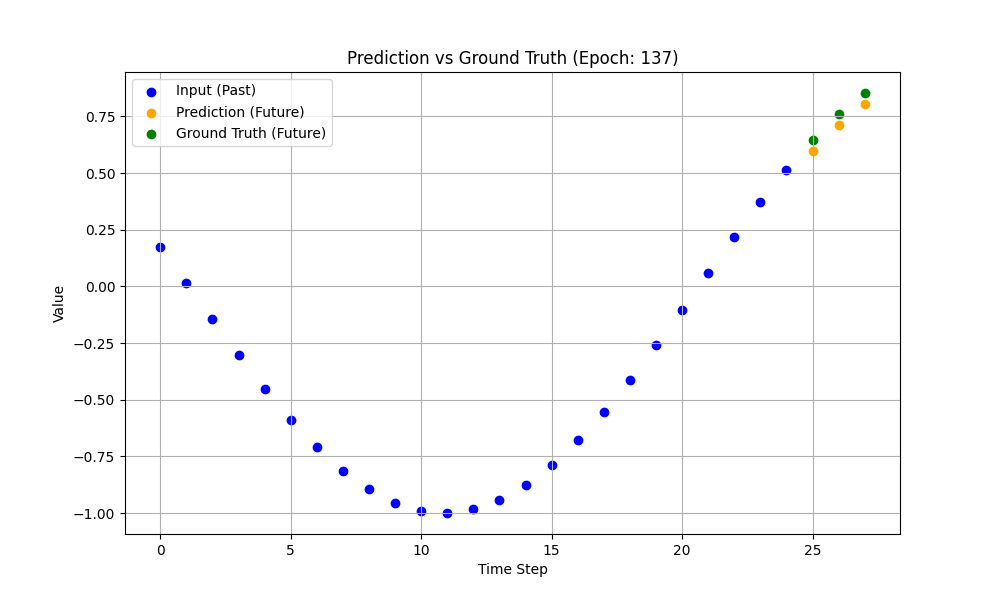 Prediction vs Ground Truth (Epoch: 137)
Input (Past)
Prediction (Future)
Ground Truth (Future)
Value
0.75
0.50
0.25
0.00
−0.25
−0.50
−0.75
−1.00
0 5 10 15 20 25
Time Step